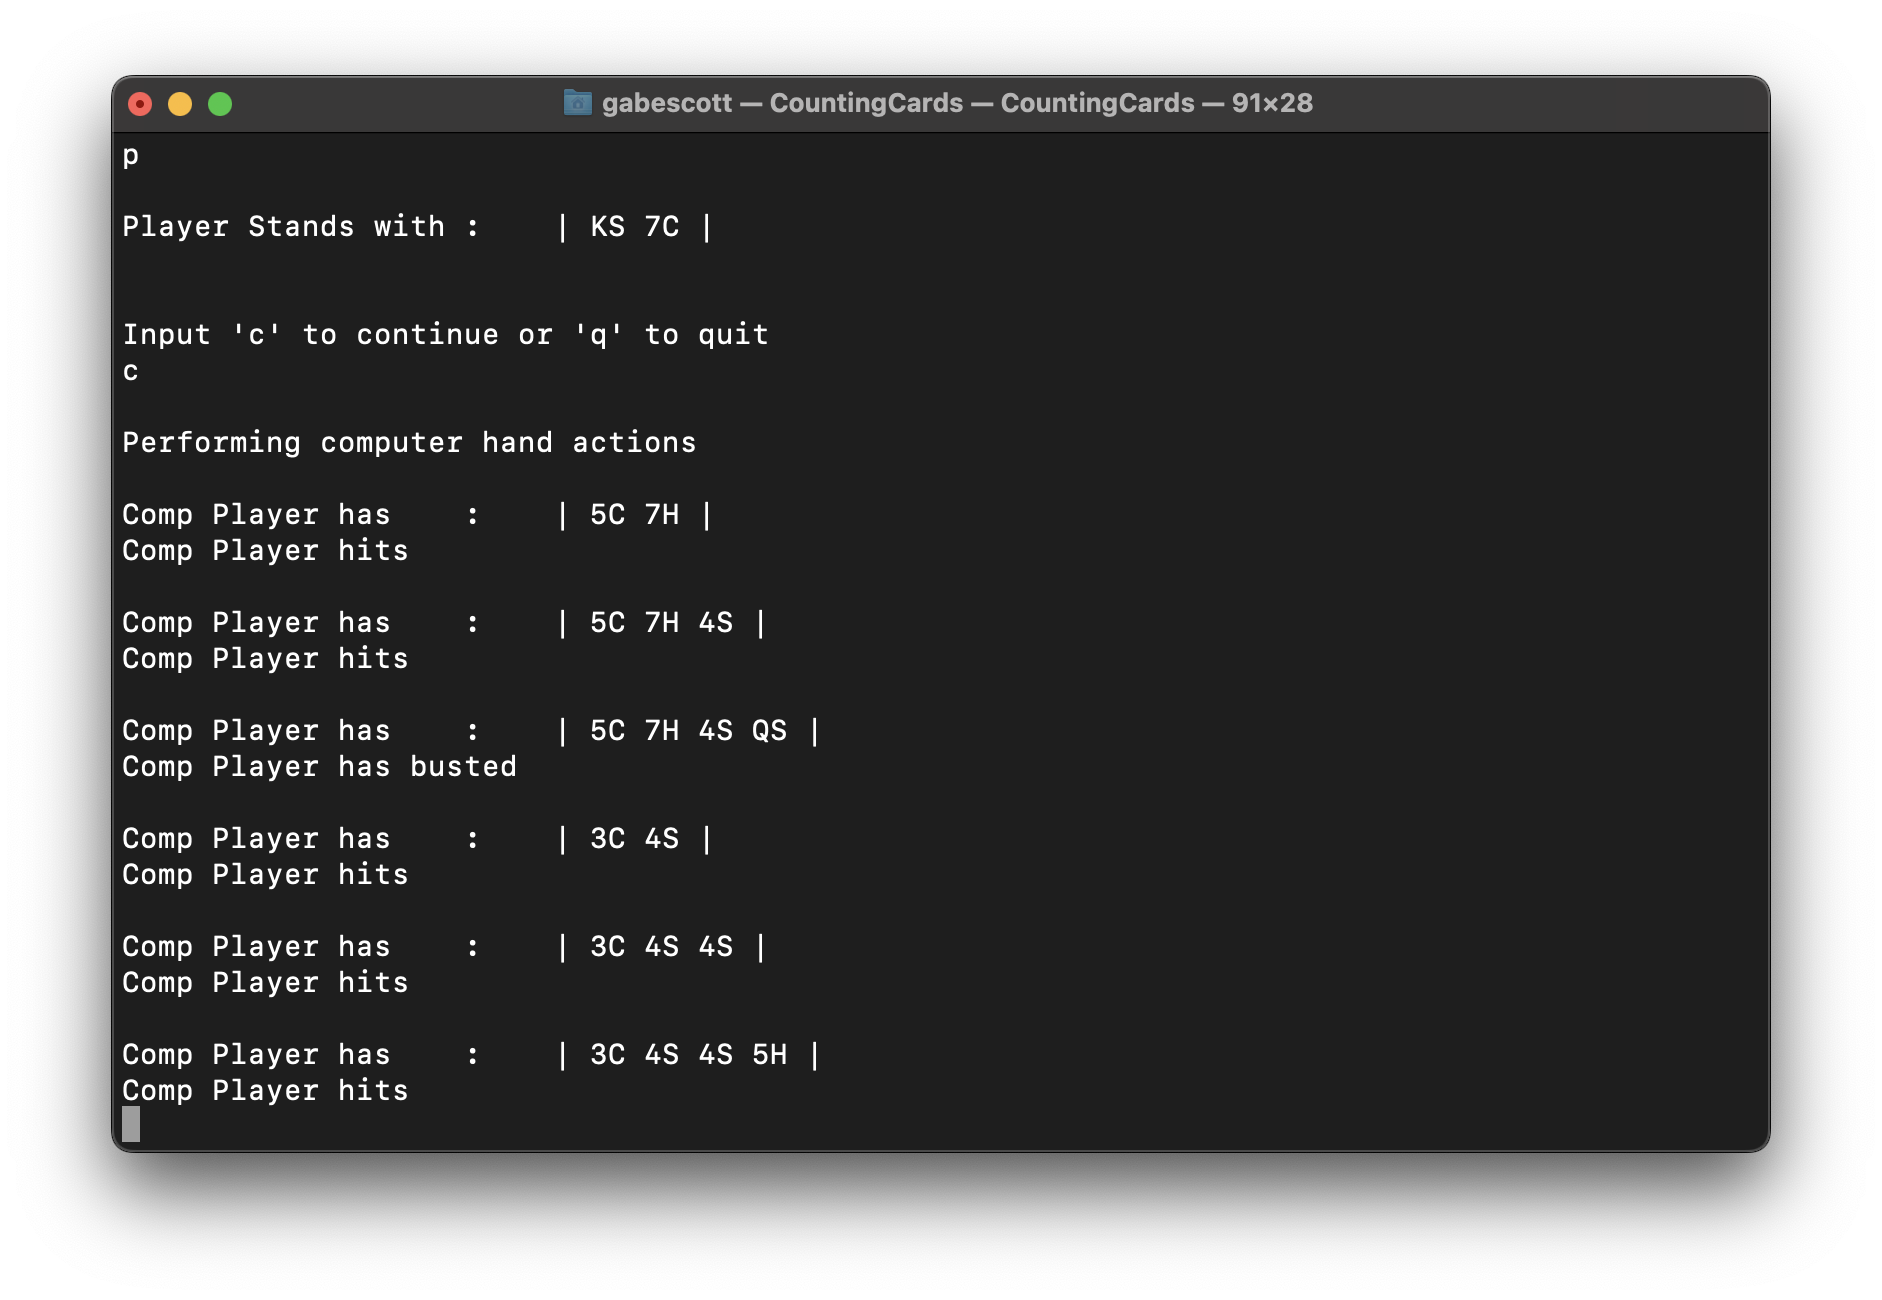 gabescott — CountingCards — CountingCards — 91×28
p
Player Stands with :    | KS 7C |
Input 'c' to continue or 'q' to quit
c
Performing computer hand actions
Comp Player has    :    | 5C 7H |
Comp Player hits
Comp Player has    :    | 5C 7H 4S |
Comp Player hits
Comp Player has    :    | 5C 7H 4S QS |
Comp Player has busted
Comp Player has    :    | 3C 4S |
Comp Player hits
Comp Player has    :    | 3C 4S 4S |
Comp Player hits
Comp Player has    :    | 3C 4S 4S 5H |
Comp Player hits